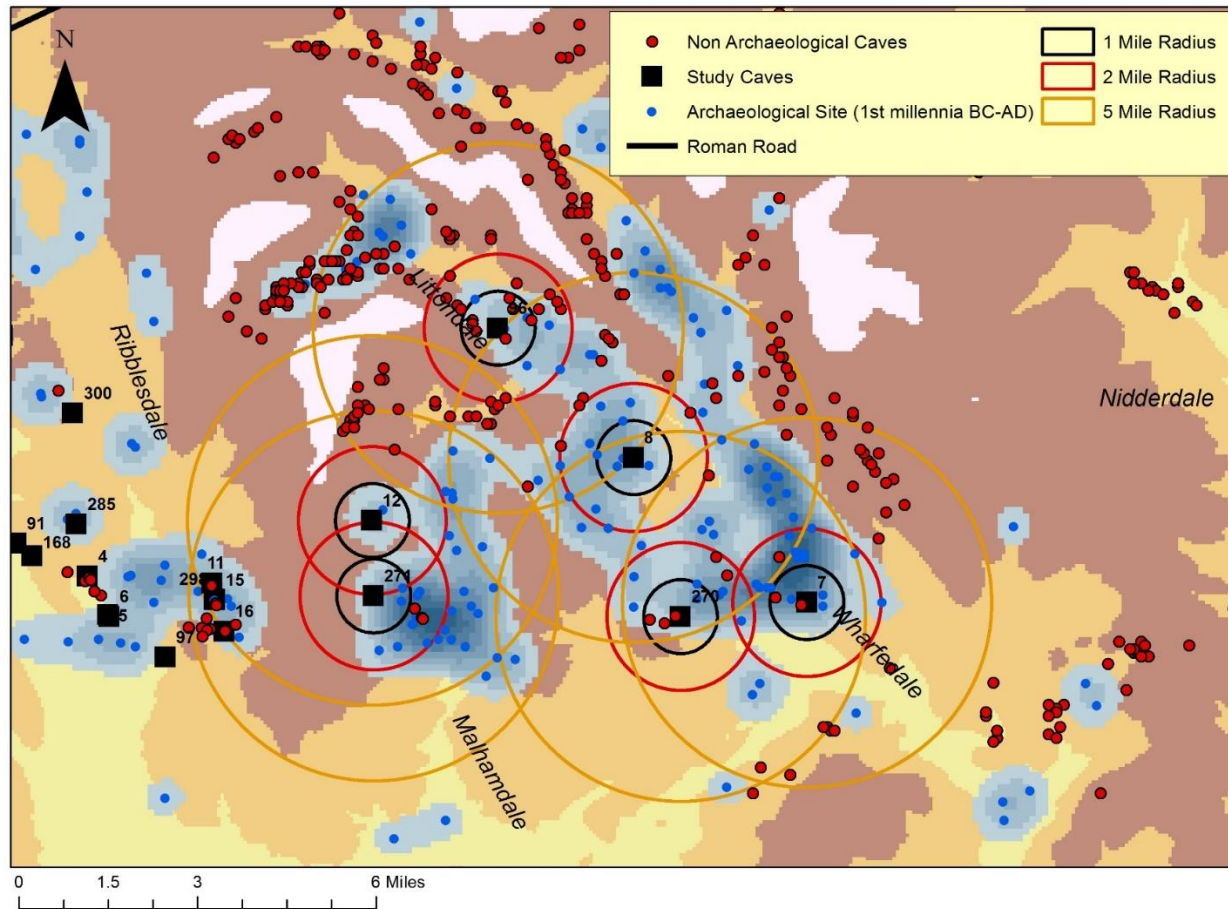 N
Non Archaeological Caves
Study Caves
Archaeological Site (1st millennia BC-AD)
Roman Road
1 Mile Radius
2 Mile Radius
5 Mile Radius
Littondale
Ribblesdale
300
Nidderdale
8
12
285
91
168
4
11
298
15
271
6
5
16
97
270
7
Wharfedale
Malhamdale
0 1.5 3 6 Miles